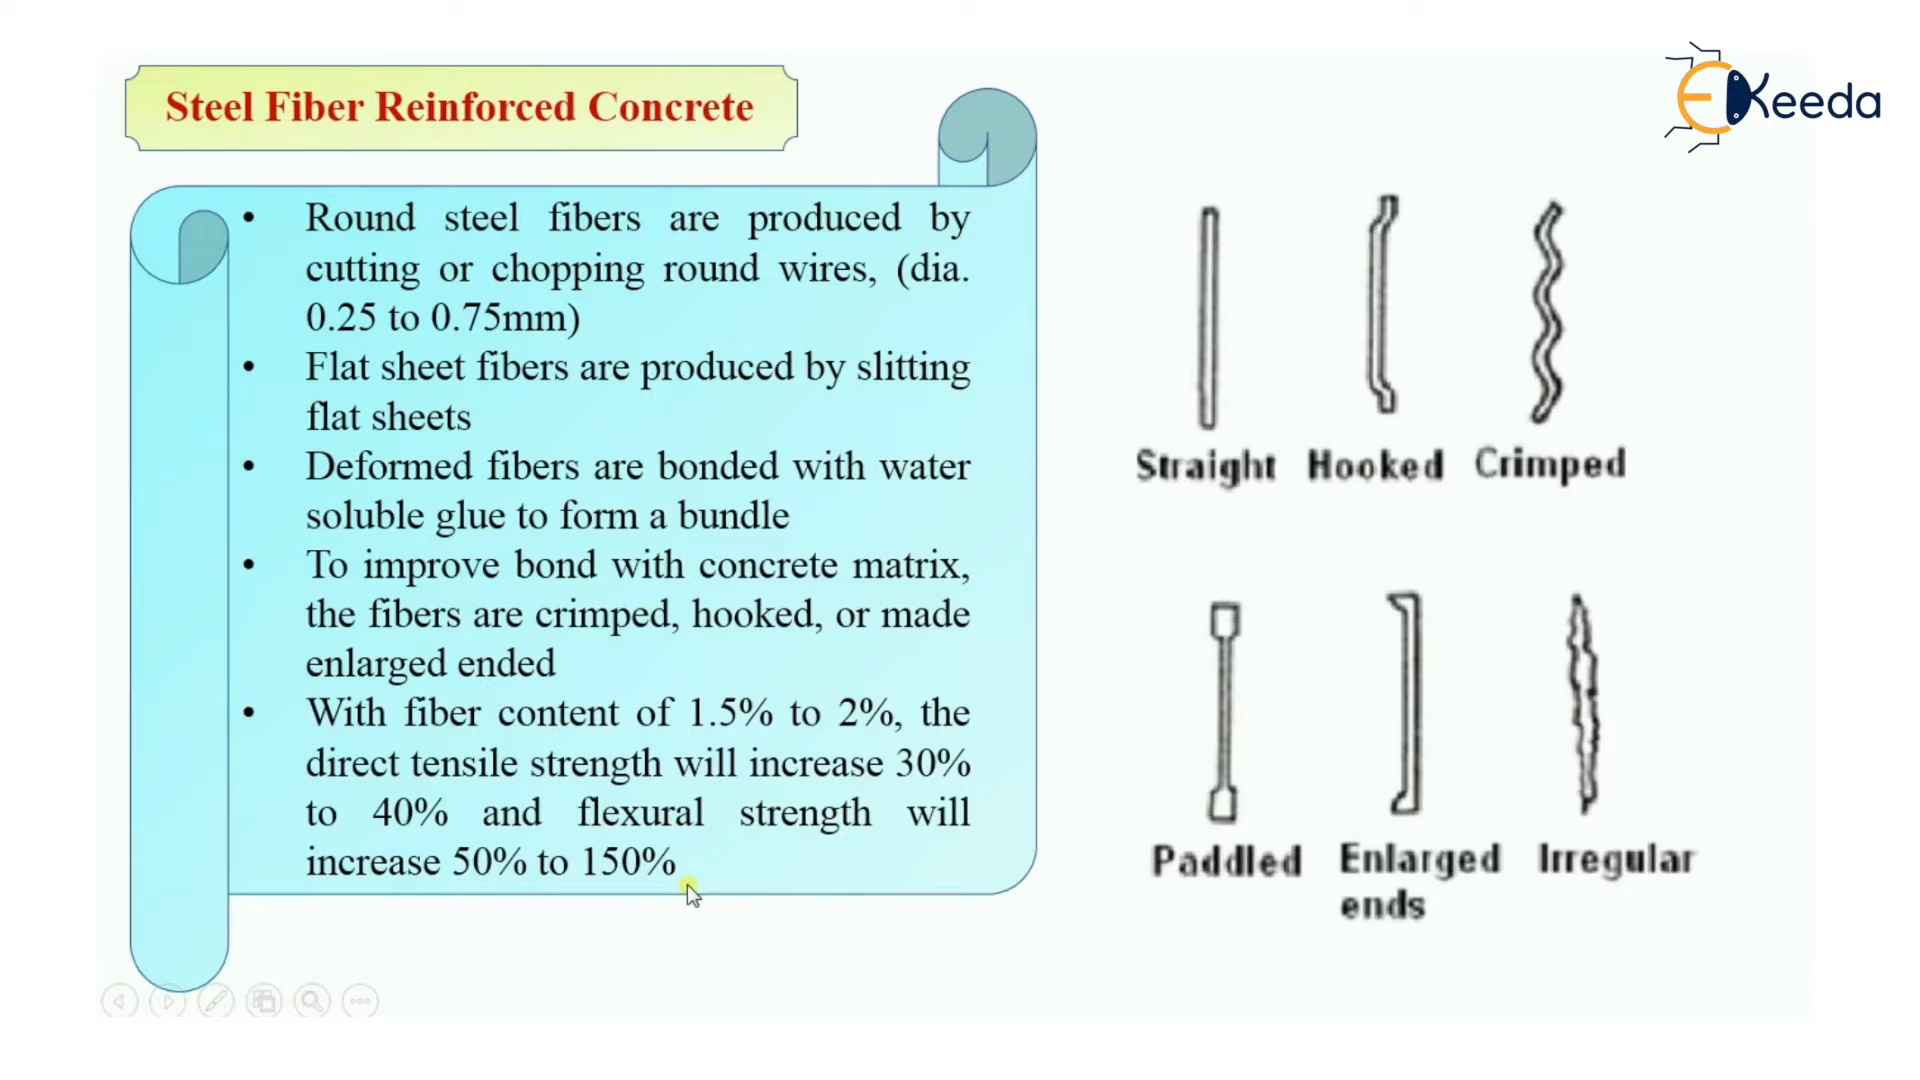 Steel Fiber Reinforced Concrete
EKeeda
• Round steel fibers are produced by
cutting or chopping round wires, (dia.
0.25 to 0.75mm)
• Flat sheet fibers are produced by slitting
flat sheets
• Deformed fibers are bonded with water
soluble glue to form a bundle
• To improve bond with concrete matrix,
the fibers are crimped, hooked, or made
enlarged ended
• With fiber content of 1.5% to 2%, the
direct tensile strength will increase 30%
to 40% and flexural strength will
increase 50% to 150%
Straight Hooked Crimped
Paddled Enlarged ends Irregular